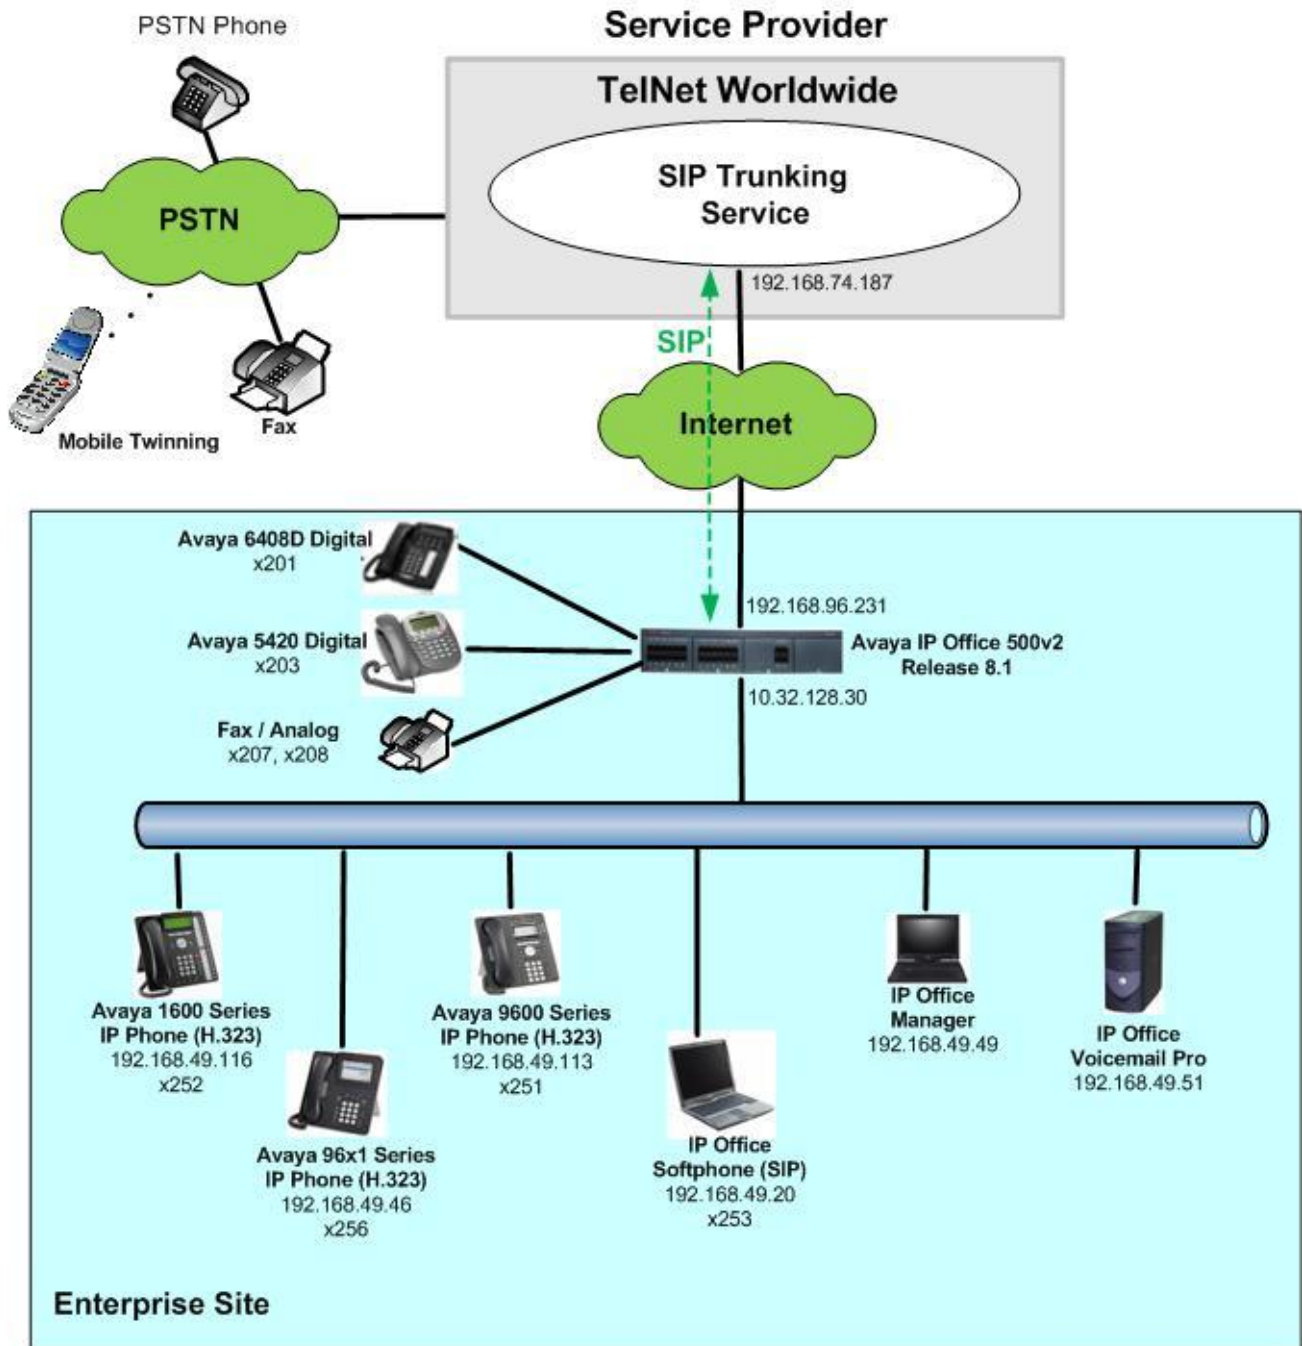 PSTN Phone
Service Provider
TelNet Worldwide
SIP Trunking
Service
PSTN
192.168.74.187
SIP
Internet
Mobile Twinning
Fax
Avaya 6408D Digital
x201
Avaya 5420 Digital
x203
Fax / Analog
x207, x208
192.168.96.231
Avaya IP Office 500v2
Release 8.1
10.32.128.30
Avaya 1600 Series
IP Phone (H.323)
192.168.49.116
x252
Avaya 96x1 Series
IP Phone (H.323)
192.168.49.46
x256
Avaya 9600 Series
IP Phone (H.323)
192.168.49.113
x251
IP Office
Softphone (SIP)
192.168.49.20
x253
IP Office
Manager
192.168.49.49
IP Office
Voicemail Pro
192.168.49.51
Enterprise Site